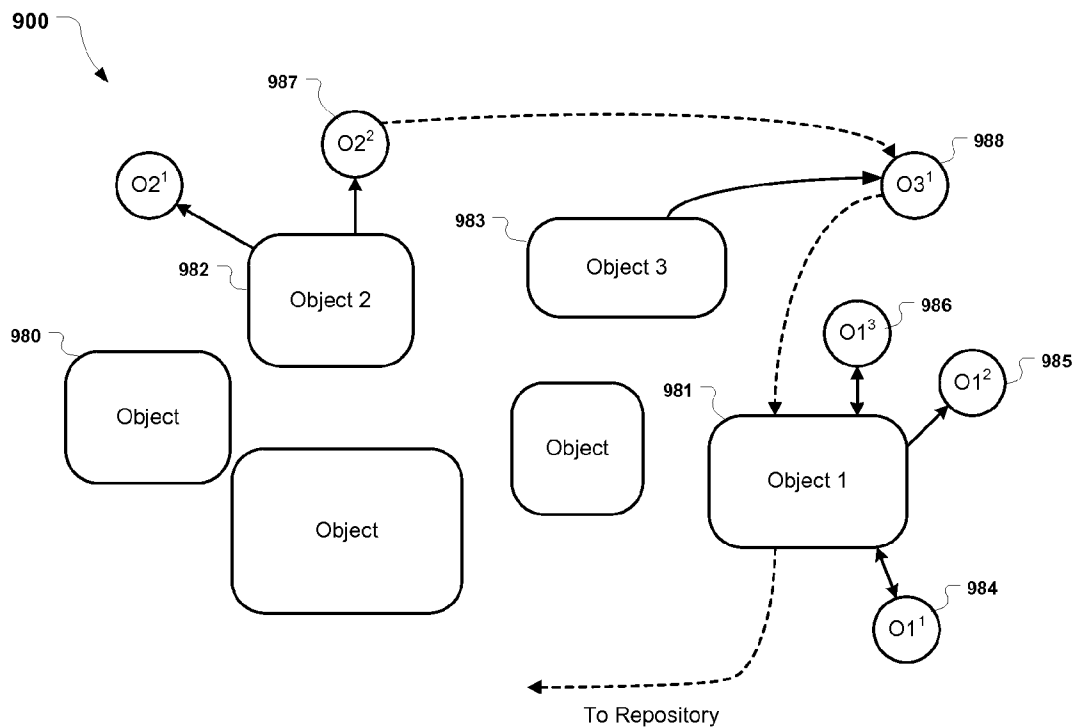 900
987
O2²
988
O3¹
O2¹
983
982
Object 2
Object 3
980
986
O1³
985
O1²
981
Object
Object
Object 1
Object
984
O1¹
To Repository